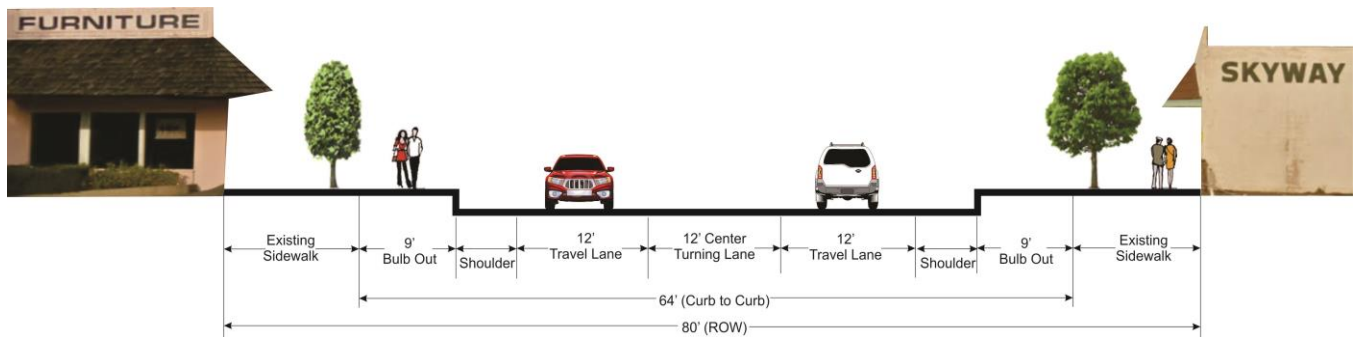 FURNITURE
SKYWAY
Existing
Sidewalk
9’
Bulb Out
Shoulder
12’
Travel Lane
12’ Center
Turning Lane
12’
Travel Lane
Shoulder
9’
Bulb Out
Existing
Sidewalk
64’ (Curb to Curb)
80’ (ROW)